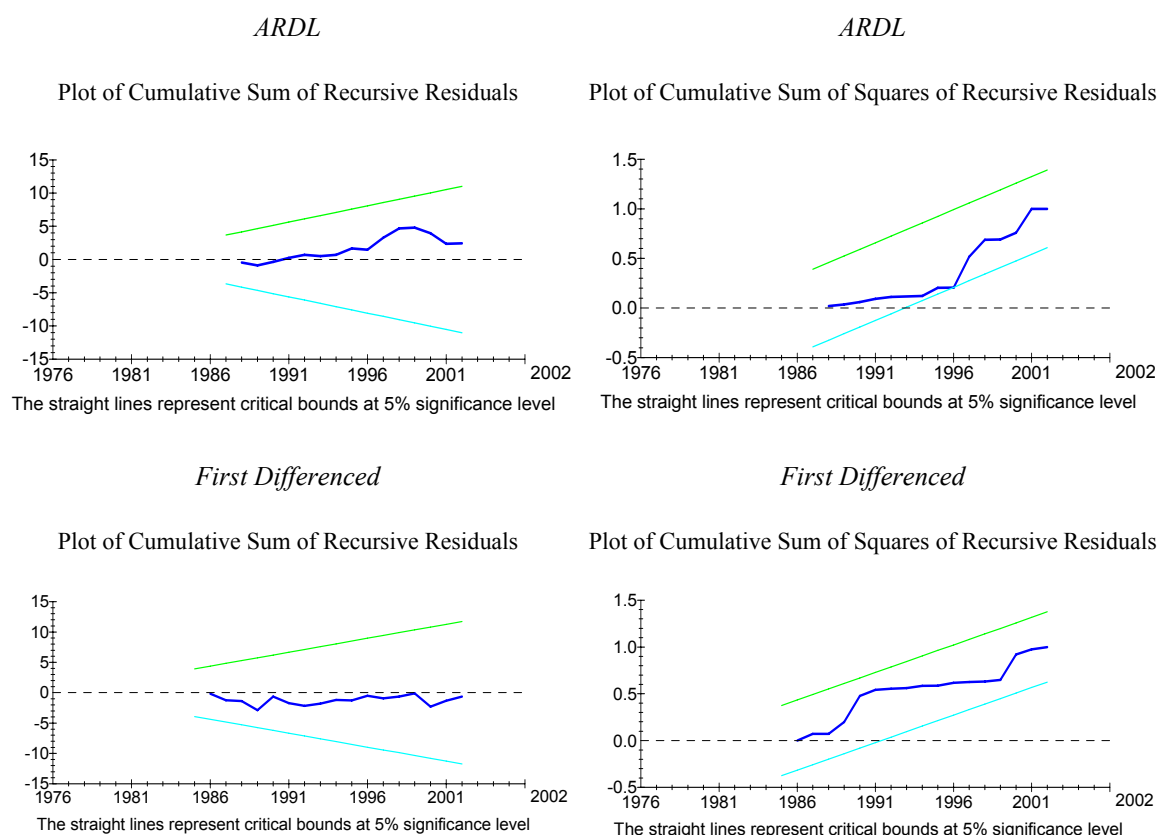 ARDL
Plot of Cumulative Sum of Recursive Residuals
15
10
5
0
-5
-10
-15
1976 1981 1986 1991 1996 2001 2002
The straight lines represent critical bounds at 5% significance level
ARDL
Plot of Cumulative Sum of Squares of Recursive Residuals
1.5
1.0
0.5
0.0
-0.5
1976 1981 1986 1991 1996 2001 2002
The straight lines represent critical bounds at 5% significance level
First Differenced
Plot of Cumulative Sum of Recursive Residuals
15
10
5
0
-5
-10
-15
1976 1981 1986 1991 1996 2001 2002
The straight lines represent critical bounds at 5% significance level
First Differenced
Plot of Cumulative Sum of Squares of Recursive Residuals
1.5
1.0
0.5
0.0
-0.5
1976 1981 1986 1991 1996 2001 2002
The straight lines represent critical bounds at 5% significance level